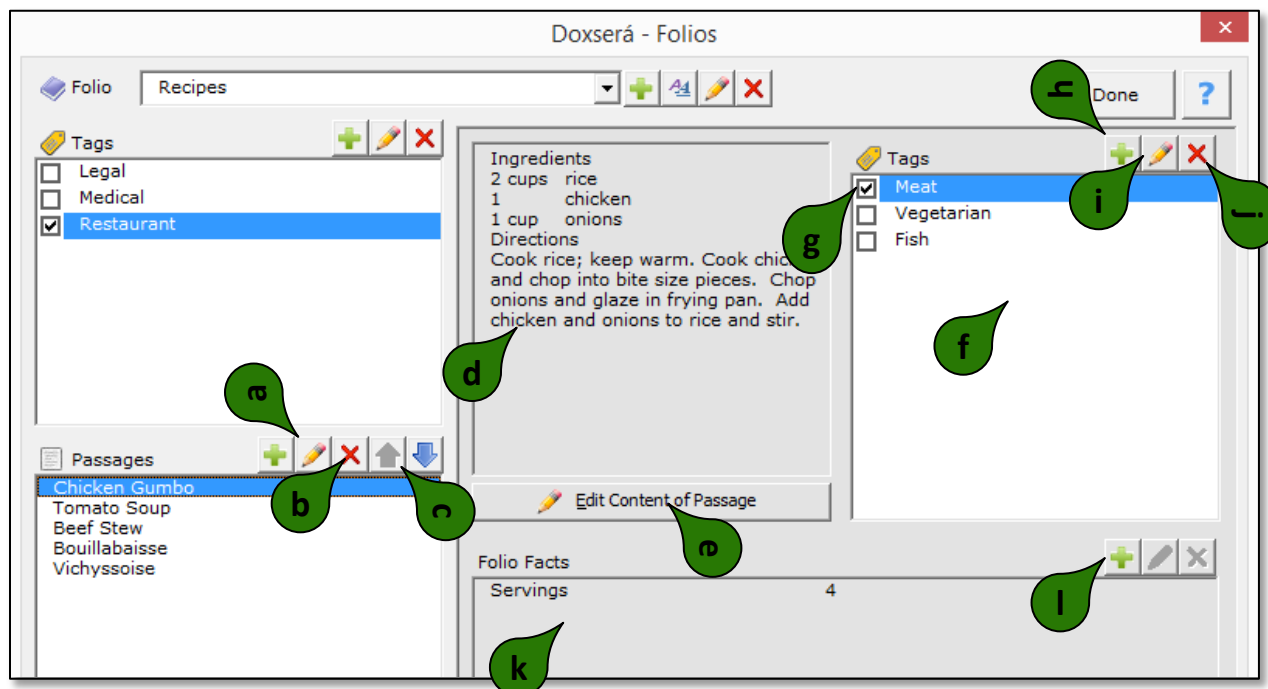 Doxserá - Folios
Folio Recipes
Done
?
Tags
Legal
Medical
Restaurant
Passages
Chicken Gumbo
Tomato Soup
Beef Stew
Bouillabaisse
Vichyssoise
Ingredients
2 cups rice
1 chicken
1 cup onions
Directions
Cook rice; keep warm. Cook
and chop into bite size pieces. Chop
onions and glaze in frying pan. Add
chicken and onions to rice and stir.
Edit Content of Passage
Tags
Meat
Vegetarian
Fish
Folio Facts
Servings 4
a
b
c
d
e
f
g
h
i
j
k
l